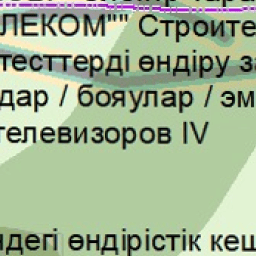 ЛЕКОМ"" Строите
тесттерді өндіру за
дар / бояулар / эм
телевизоров IV
ндегі өндірістік кеш